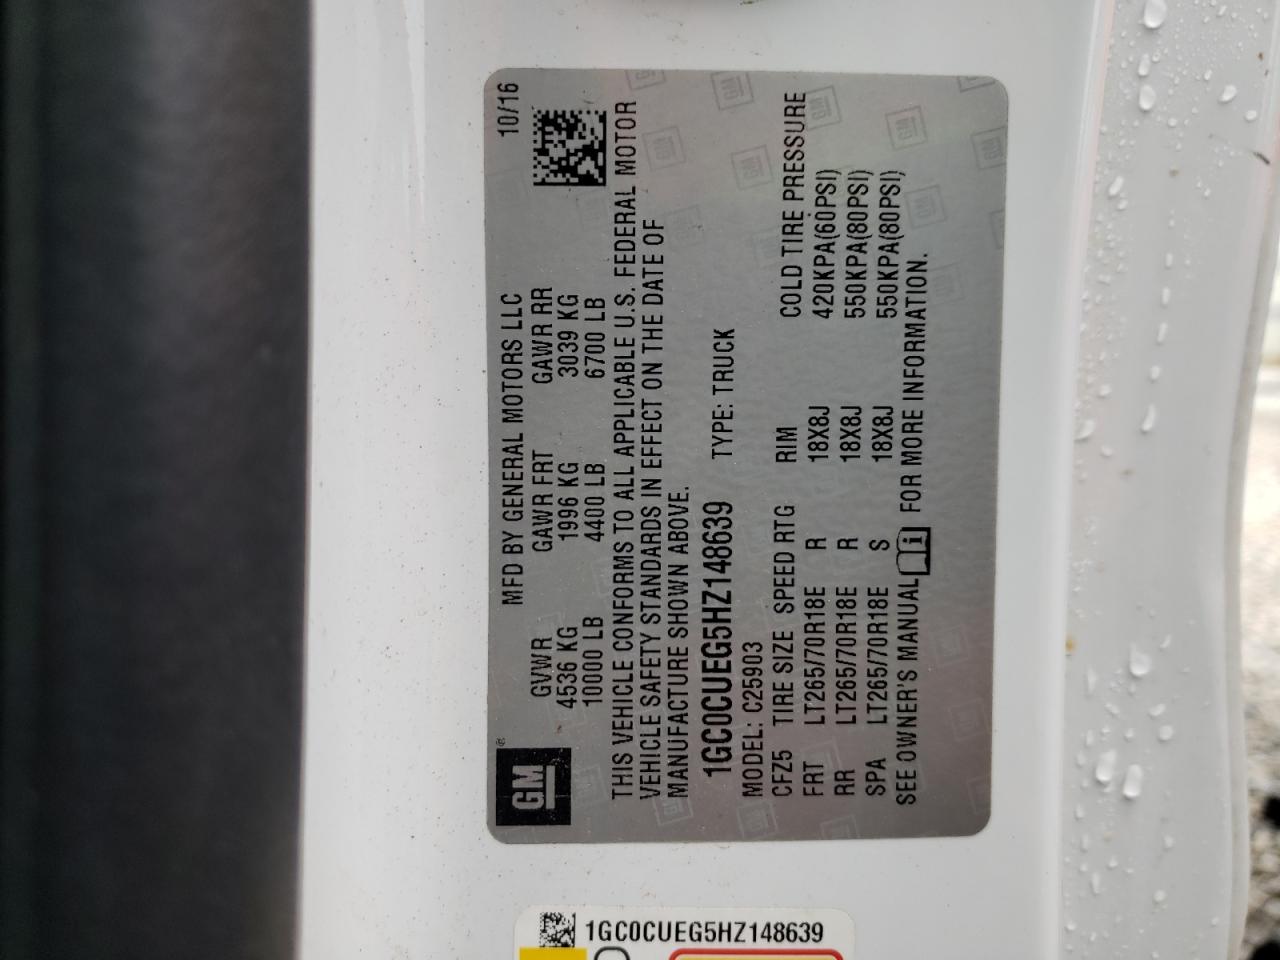 GM ®
MFD BY GENERAL MOTORS LLC 10/16
GVWR GAWR FRT GAWR RR
4536 KG 1996 KG 3039 KG
10000 LB 4400 LB 6700 LB
THIS VEHICLE CONFORMS TO ALL APPLICABLE U.S. FEDERAL MOTOR
VEHICLE SAFETY STANDARDS IN EFFECT ON THE DATE OF
MANUFACTURE SHOWN ABOVE.
1GC0CUEG5HZ148639 TYPE: TRUCK
MODEL: C25903
CFZ5 TIRE SIZE SPEED RTG RIM COLD TIRE PRESSURE
FRT LT265/70R18E R 18X8J 420KPA(60PSI)
RR LT265/70R18E R 18X8J 550KPA(80PSI)
SPA LT265/70R18E S 18X8J 550KPA(80PSI)
SEE OWNER'S MANUAL FOR MORE INFORMATION.
1GC0CUEG5HZ148639